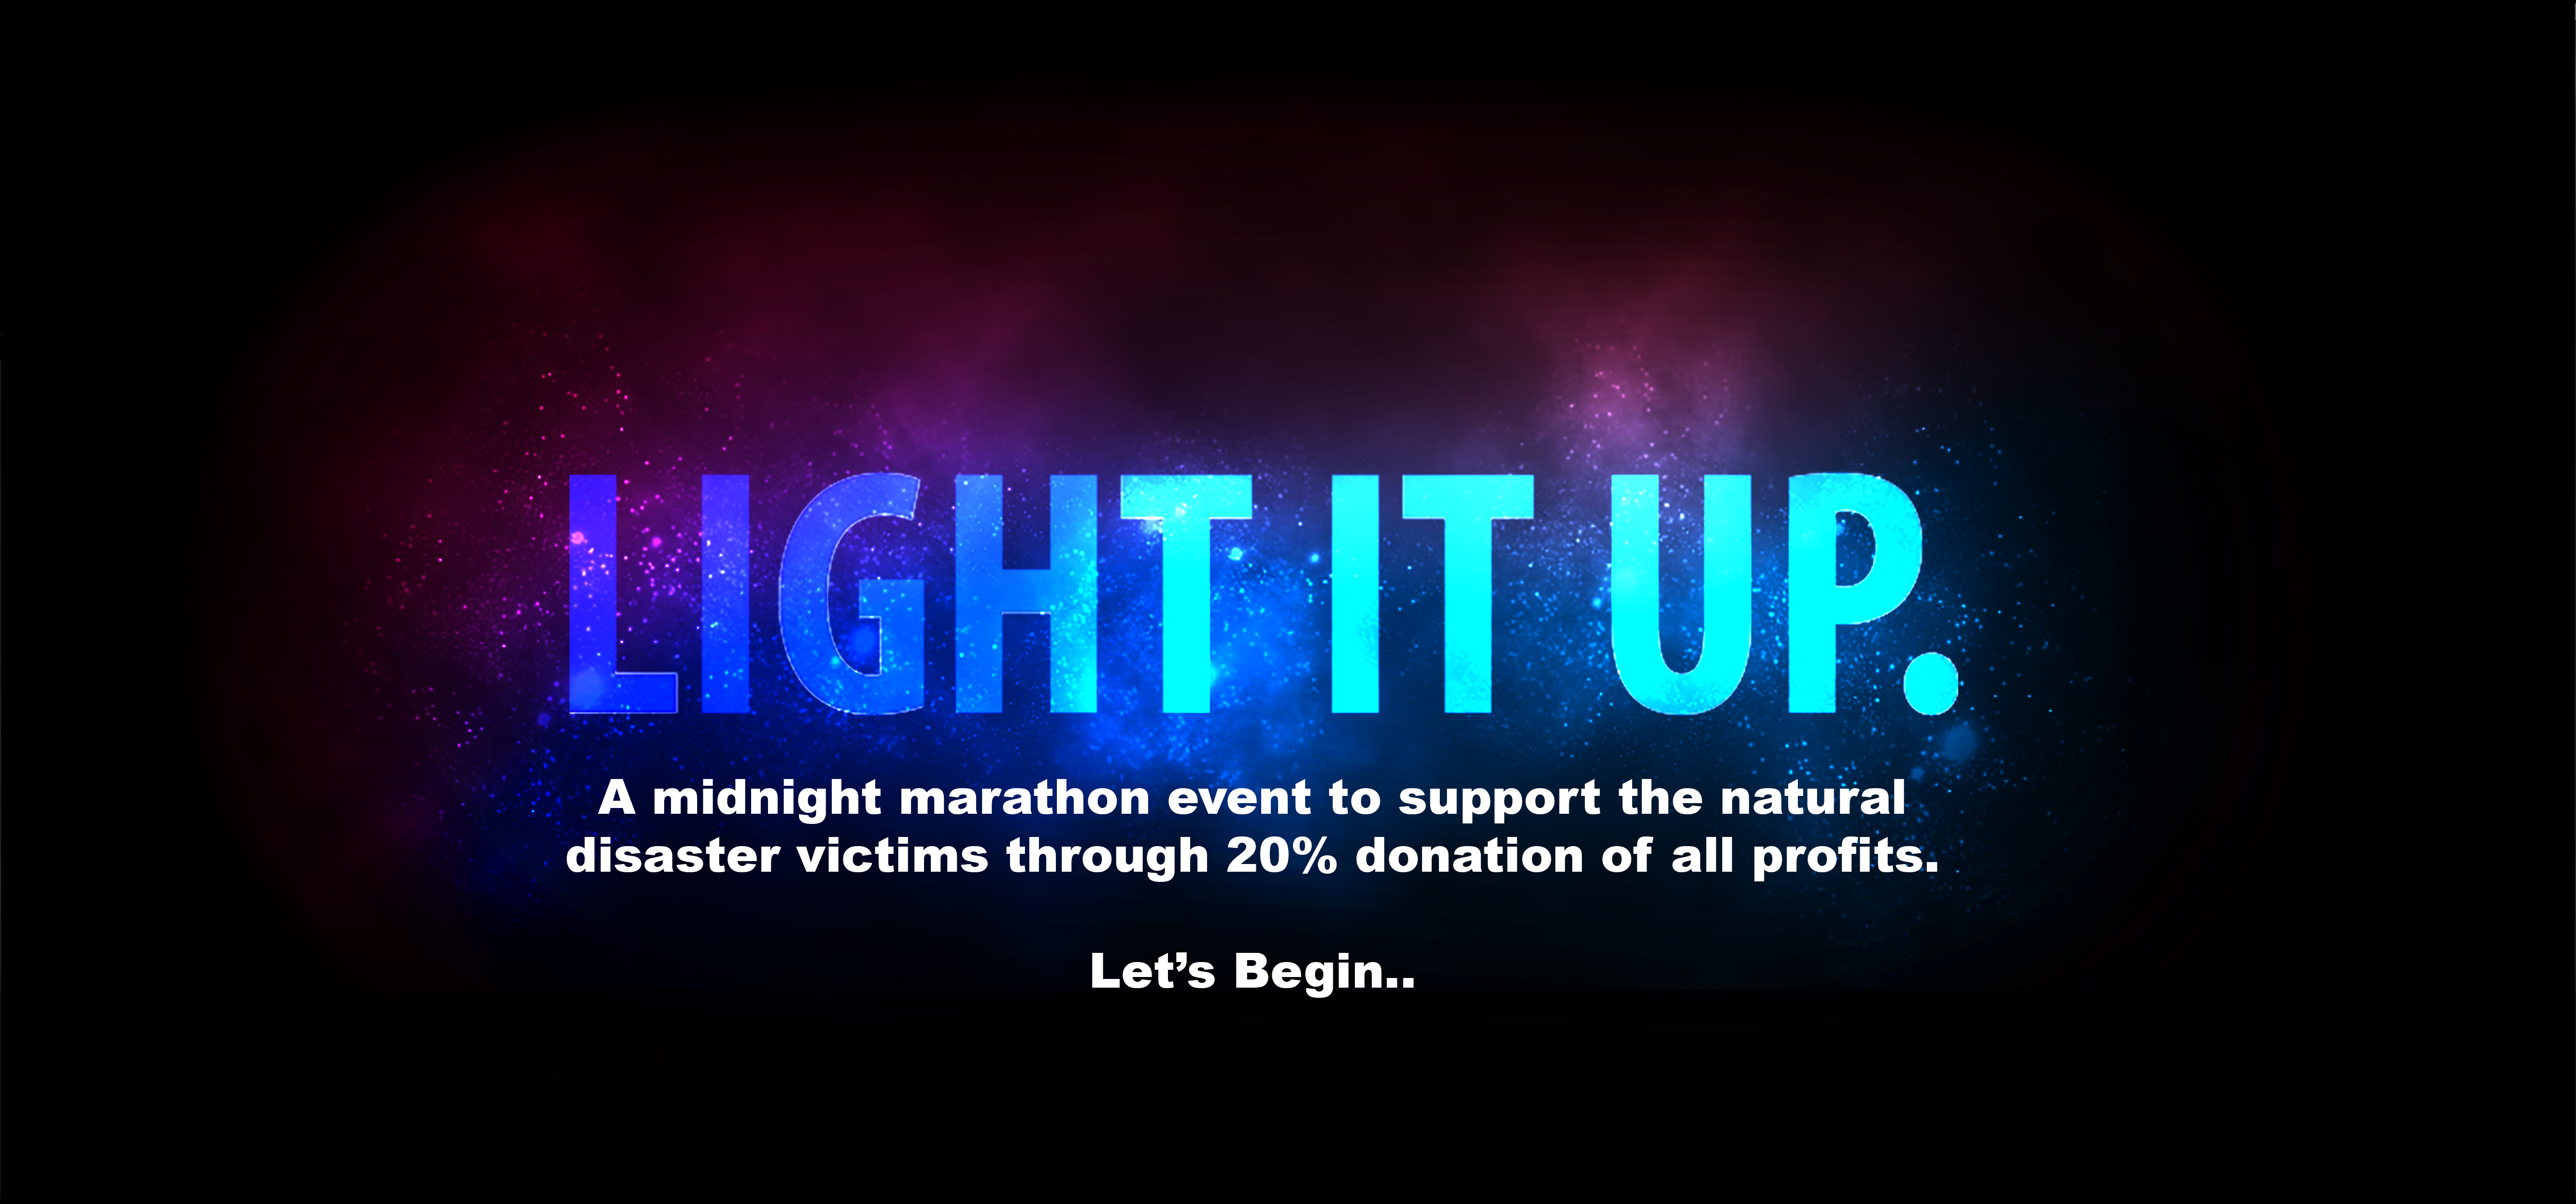 LIGHT IT UP.
A midnight marathon event to support the natural
disaster victims through 20% donation of all profits.
Let’s Begin..